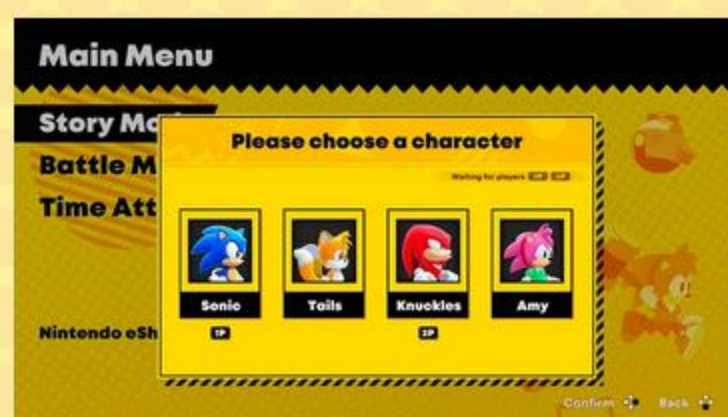 Main Menu
Story Mo
Please choose a character
Battle M
Waiting for players
Time Att
Sonic Tails Knuckles Amy
1P 2P
Nintendo eSh
Confirm Back